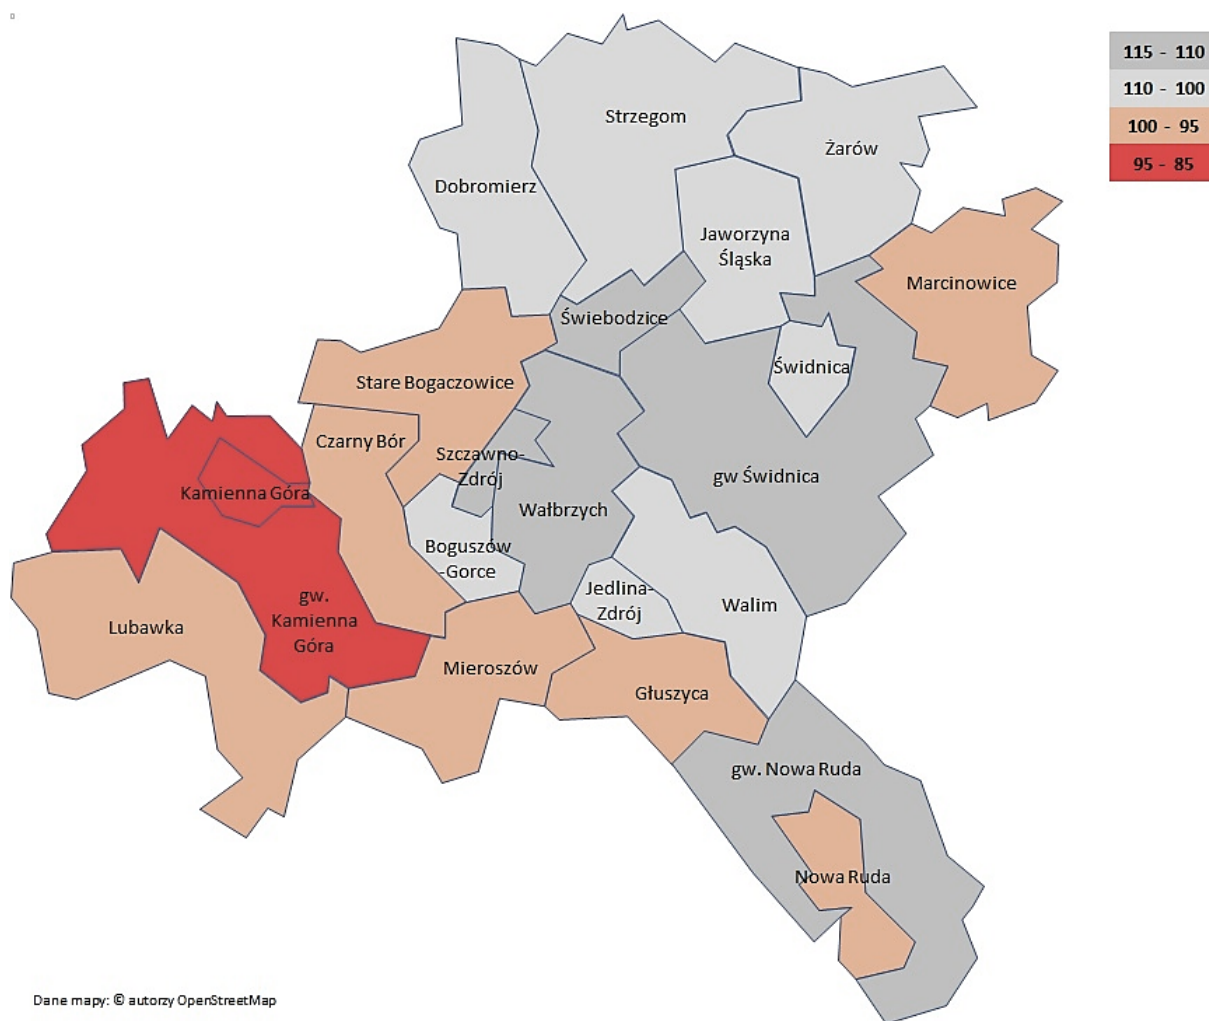 115 - 110
110 - 100
100 - 95
95 - 85
Strzegom
Żarów
Dobromierz
Jaworzyna
Śląska
Marcinowice
Świebodzice
Świdnica
Stare Bogaczowice
Czarny Bór
Szczawno-
Zdrój
gw Świdnica
Kamienna Góra
Wałbrzych
Boguszów
-Gorce
Jedlina-
Zdrój
Walim
gw.
Kamienna
Góra
Lubawka
Mieroszów
Głuszyca
gw. Nowa Ruda
Nowa Ruda
Dane mapy: © autorzy OpenStreetMap